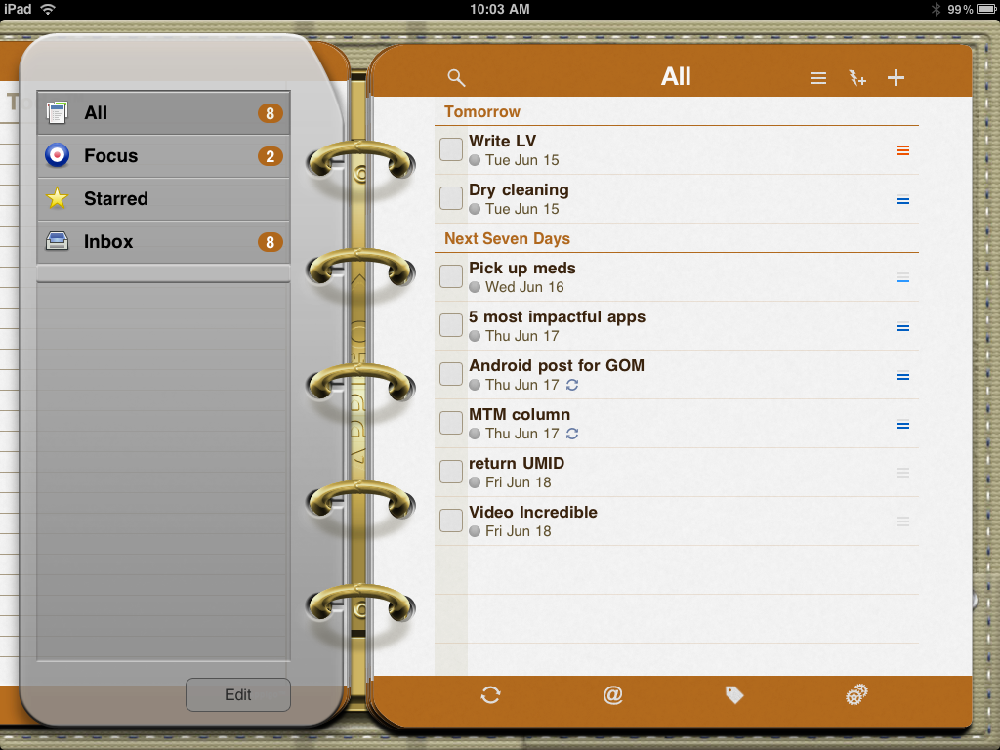 iPad
10:03 AM
99%
All
8
Focus
2
Starred
Inbox
8
Edit
All
Tomorrow
Write LV
Tue Jun 15
Dry cleaning
Tue Jun 15
Next Seven Days
Pick up meds
Wed Jun 16
5 most impactful apps
Thu Jun 17
Android post for GOM
Thu Jun 17
MTM column
Thu Jun 17
return UMID
Fri Jun 18
Video Incredible
Fri Jun 18
@